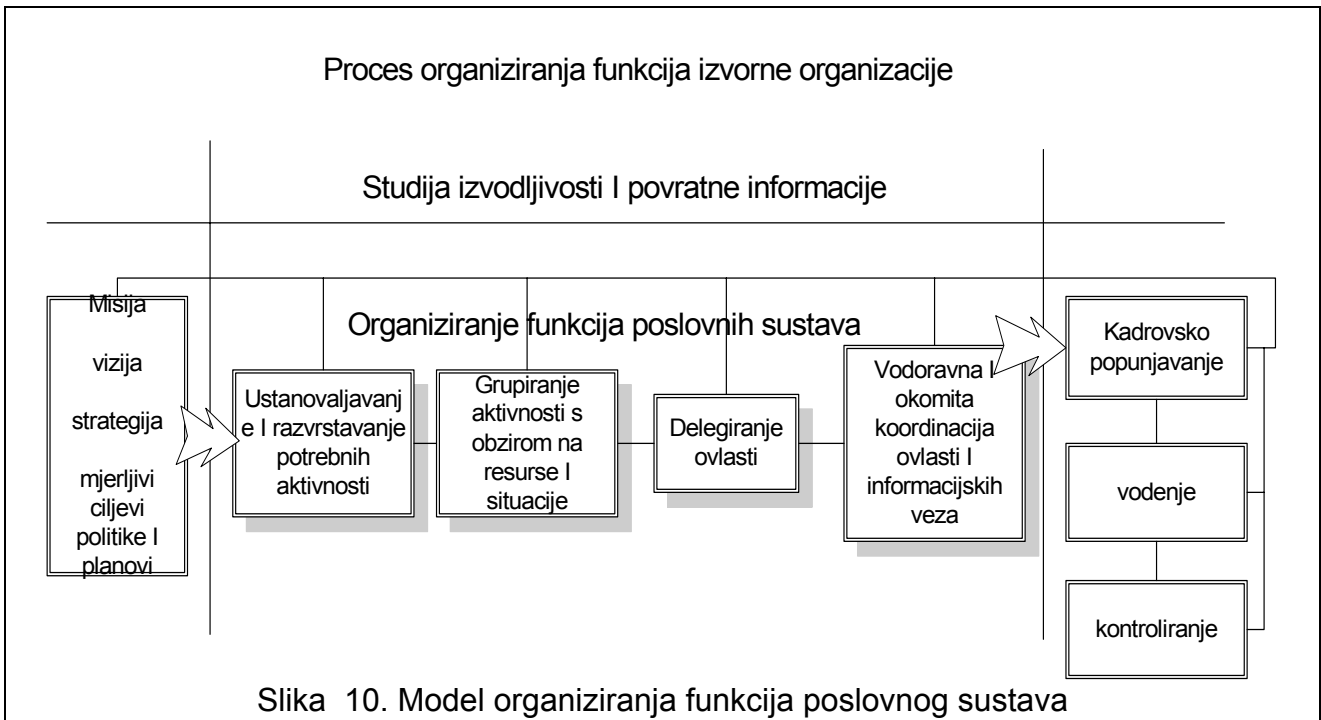 Proces organiziranja funkcija izvorne organizacije
Studija izvodljivosti I povratne informacije
Organiziranje funkcija poslovnih sustava
Misija
vizija
strategija
mjerljivi
ciljevi
politike I
planovi
Ustanovaljavanj
e I razvrstavanje
potrebnih
aktivnosti
Grupiranje
aktivnosti s
obzirom na
resurse I
situacije
Delegiranje
ovlasti
Vodoravna I
okomita
koordinacija
ovlasti I
informacijskih
veza
Kadrovsko
popunjavanje
vodenje
kontroliranje
Slika 10. Model organiziranja funkcija poslovnog sustava